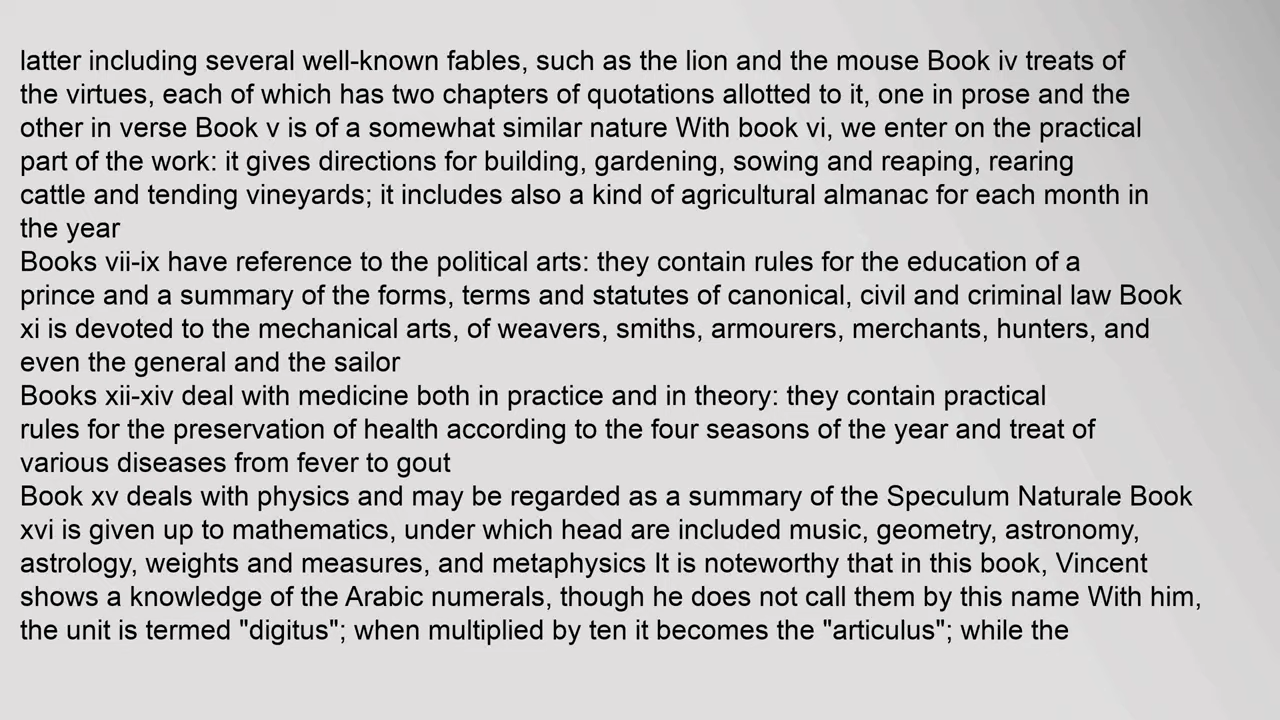 latter including several well-known fables, such as the lion and the mouse Book iv treats of
the virtues, each of which has two chapters of quotations allotted to it, one in prose and the
other in verse Book v is of a somewhat similar nature With book vi, we enter on the practical
part of the work: it gives directions for building, gardening, sowing and reaping, rearing
cattle and tending vineyards; it includes also a kind of agricultural almanac for each month in
the year
Books vii-ix have reference to the political arts: they contain rules for the education of a
prince and a summary of the forms, terms and statutes of canonical, civil and criminal law Book
xi is devoted to the mechanical arts, of weavers, smiths, armourers, merchants, hunters, and
even the general and the sailor
Books xii-xiv deal with medicine both in practice and in theory: they contain practical
rules for the preservation of health according to the four seasons of the year and treat of
various diseases from fever to gout
Book xv deals with physics and may be regarded as a summary of the Speculum Naturale Book
xvi is given up to mathematics, under which head are included music, geometry, astronomy,
astrology, weights and measures, and metaphysics It is noteworthy that in this book, Vincent
shows a knowledge of the Arabic numerals, though he does not call them by this name With him,
the unit is termed "digitus"; when multiplied by ten it becomes the "articulus"; while the